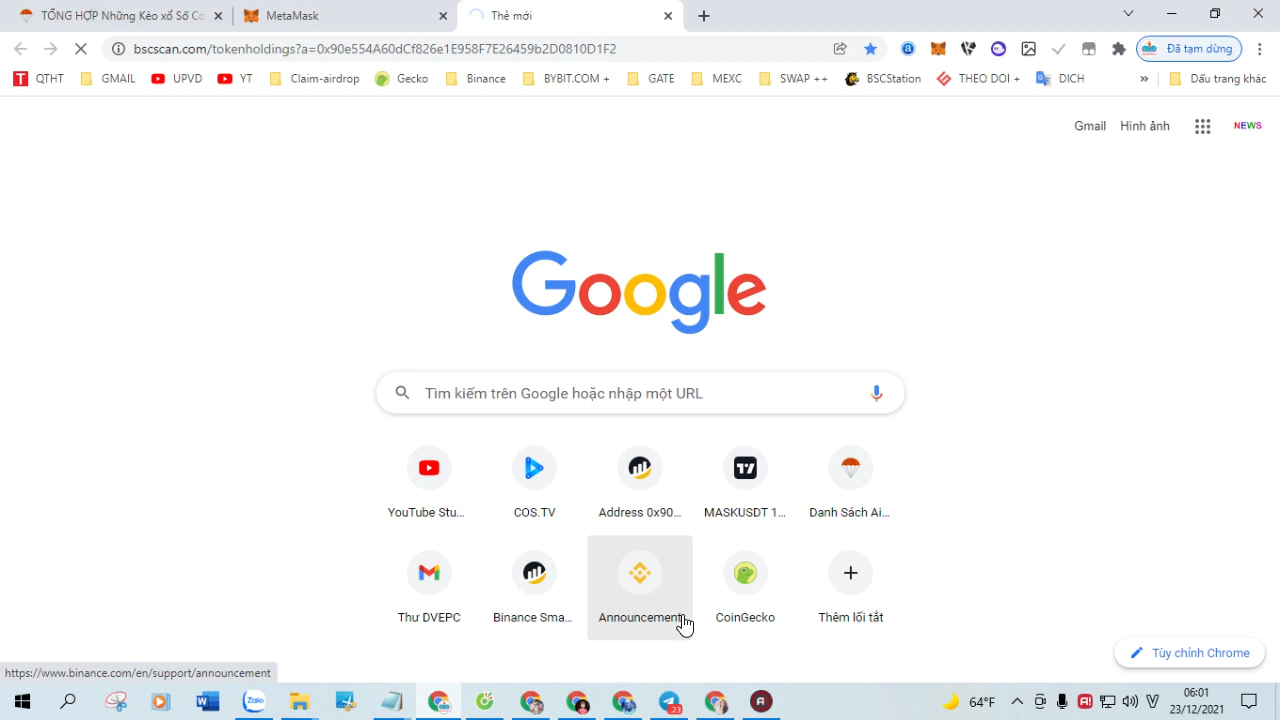 TỔNG HỢP Những Kèo xổ Số Cơ
MetaMask
Thẻ mới
bscscan.com/tokenholdings?a=0x90e554A60dCf826e1E958F7E26459b2D0810D1F2
Đã tạm dừng
QTHT
GMAIL
UPVD
YT
Claim-airdrop
Gecko
Binance
BYBIT.COM +
GATE
MEXC
SWAP ++
BSCStation
THEO DOI +
DICH
»
Dấu trang khác
Gmail
Hình ảnh
NEWS
Google
Tìm kiếm trên Google hoặc nhập một URL
YouTube Stu...
COS.TV
Address 0x90...
MASKUSDT 1...
Danh Sách Ai...
Thư DVEPC
Binance Sma...
Announcement
CoinGecko
Thêm lối tắt
Tùy chỉnh Chrome
https://www.binance.com/en/support/announcement
Zalo
23
64°F
06:01
23/12/2021